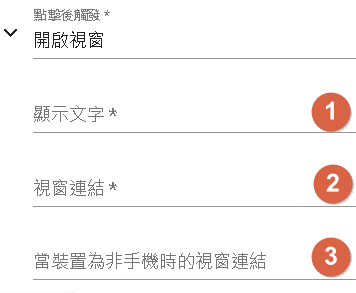 點擊後觸發 *
開啟視窗
顯示文字 *
1
視窗連結 *
2
當裝置為非手機時的視窗連結
3